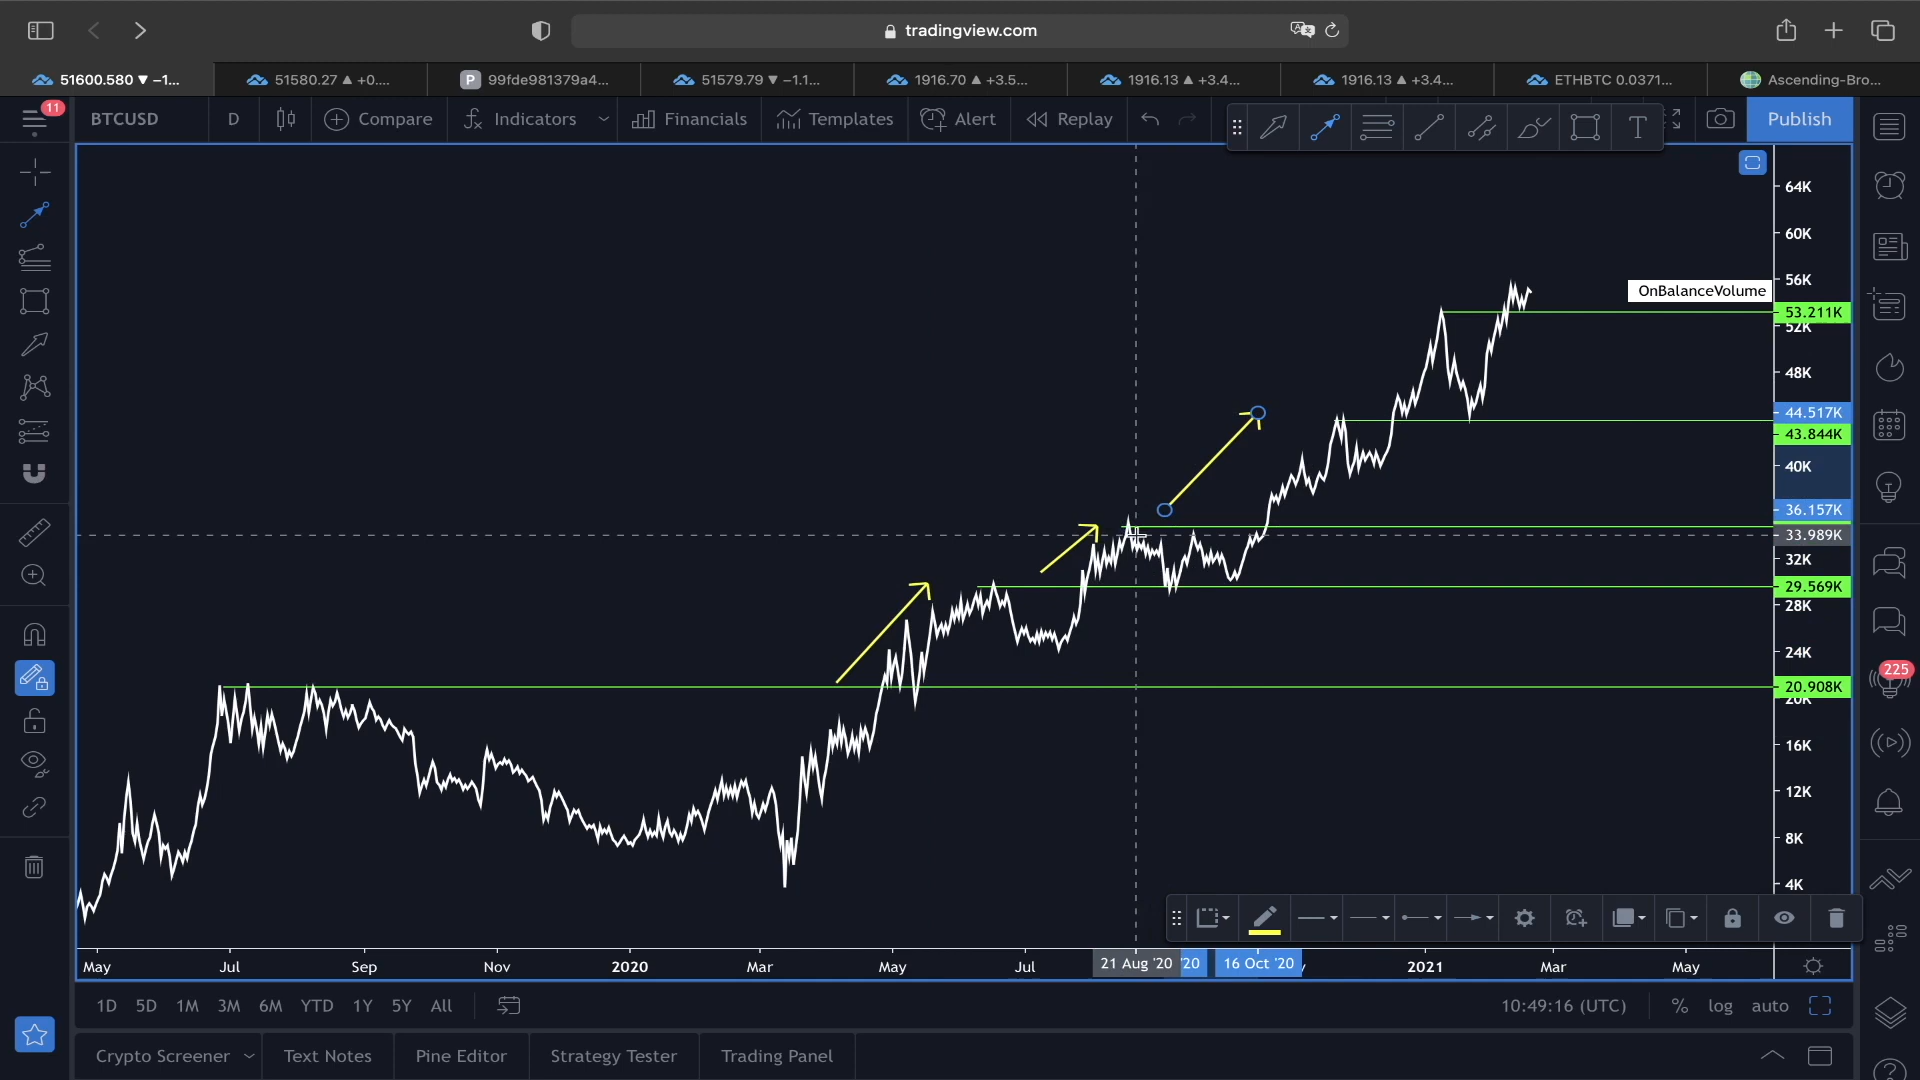 tradingview.com
51600.580 ▼ −1...
51580.27 ▲ +0....
P
99fde981379a4...
51579.79 ▼ −1.1...
1916.70 ▲ +3.5...
1916.13 ▲ +3.4...
1916.13 ▲ +3.4...
ETHBTC 0.0371...
Ascending-Bro...
11
BTCUSD
D
Compare
Indicators
Financials
Templates
Alert
Replay
T
Publish
64K
60K
56K
OnBalanceVolume
53.211K
52K
48K
44.517K
43.844K
40K
36.157K
33.989K
32K
29.569K
28K
24K
225
20.908K
20K
16K
12K
8K
4K
May
Jul
Sep
Nov
2020
Mar
May
Jul
21 Aug '20
'20
16 Oct '20
2021
Mar
May
1D 5D 1M 3M 6M YTD 1Y 5Y All
10:49:16 (UTC)
% log auto
Crypto Screener
Text Notes
Pine Editor
Strategy Tester
Trading Panel